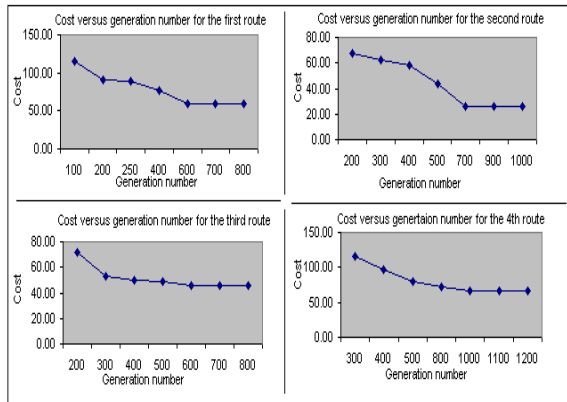 Cost versus generation number for the first route
150.00
100.00
50.00
0.00
Cost
100 200 250 400 600 700 800
Generation number
Cost versus generation number for the second route
80.00
60.00
40.00
20.00
0.00
Cost
200 300 400 500 700 900 1000
Generation number
Cost versus generation number for the third route
80.00
60.00
40.00
20.00
0.00
Cost
200 300 400 500 600 700 800
Generation number
Cost versus genertaion number for the 4th route
150.00
100.00
50.00
0.00
Cost
300 400 500 800 1000 1100 1200
Generation number